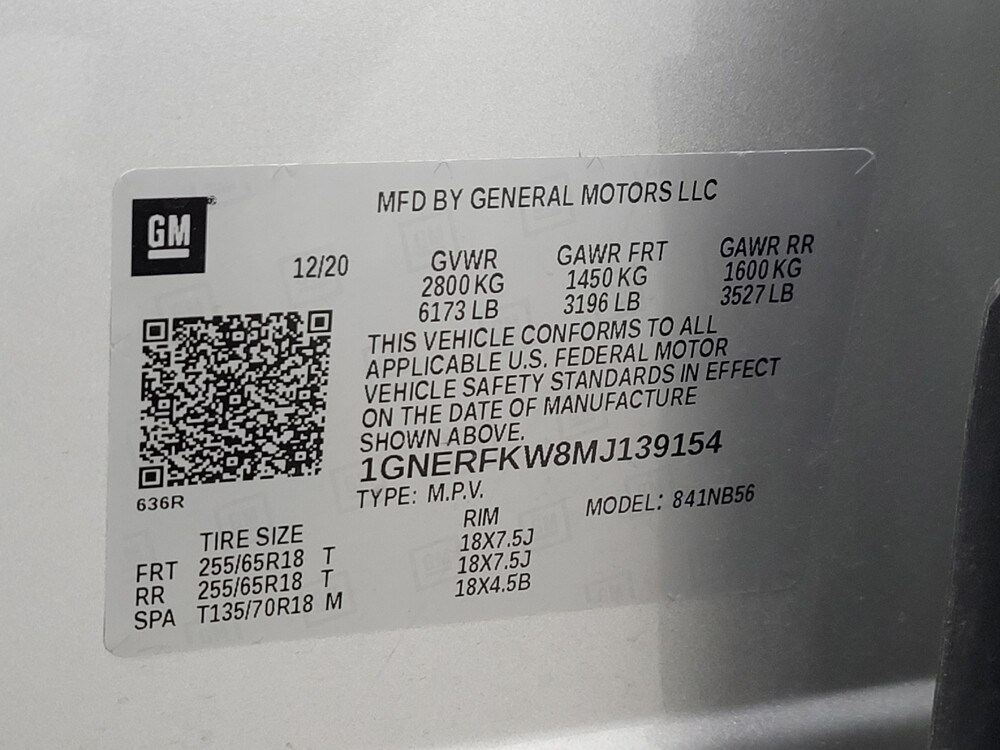 MFD BY GENERAL MOTORS LLC
GM
12/20
GVWR GAWR FRT GAWR RR
2800 KG 1450 KG 1600 KG
6173 LB 3196 LB 3527 LB
THIS VEHICLE CONFORMS TO ALL
APPLICABLE U.S. FEDERAL MOTOR
VEHICLE SAFETY STANDARDS IN EFFECT
ON THE DATE OF MANUFACTURE
SHOWN ABOVE.
1GNERFKW8MJ139154
636R
TYPE: M.P.V. MODEL: 841NB56
TIRE SIZE RIM
FRT 255/65R18 T 18X7.5J
RR 255/65R18 T 18X7.5J
SPA T135/70R18 M 18X4.5B